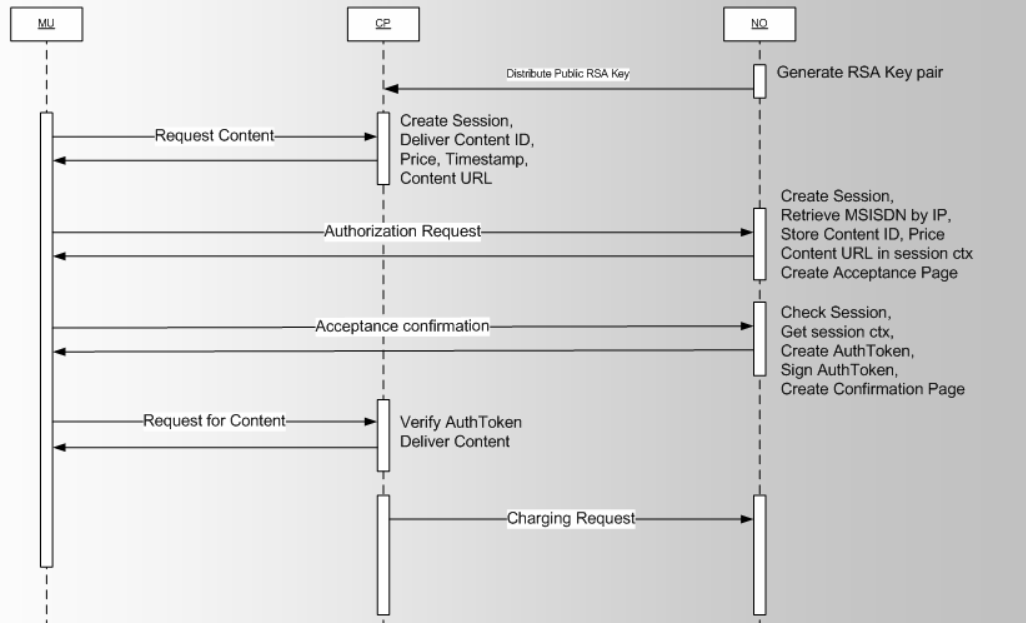 MU
CP
NO
Distribute Public RSA Key
Generate RSA Key pair
Request Content
Create Session,
Deliver Content ID,
Price, Timestamp,
Content URL
Authorization Request
Create Session,
Retrieve MSISDN by IP,
Store Content ID, Price
Content URL in session ctx
Create Acceptance Page
Acceptance confirmation
Check Session,
Get session ctx,
Create AuthToken,
Sign AuthToken,
Create Confirmation Page
Request for Content
Verify AuthToken
Deliver Content
Charging Request